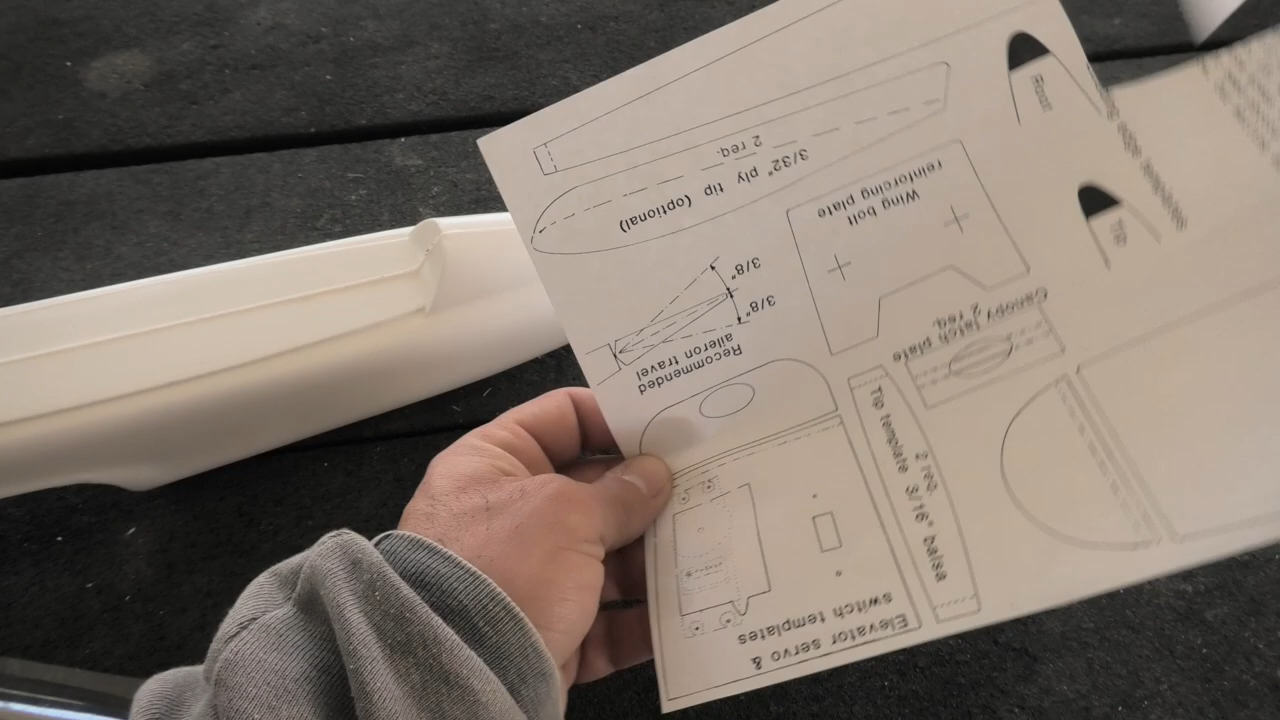 Elevator servo &
switch templates
2 req.
Tip template 3/16" balsa
Canopy latch plate
2 req.
Recommended
aileron travel
3/8"
3/8"
Wing bolt
reinforcing plate
3/32" ply tip (optional)
2 req.
Root
Tip